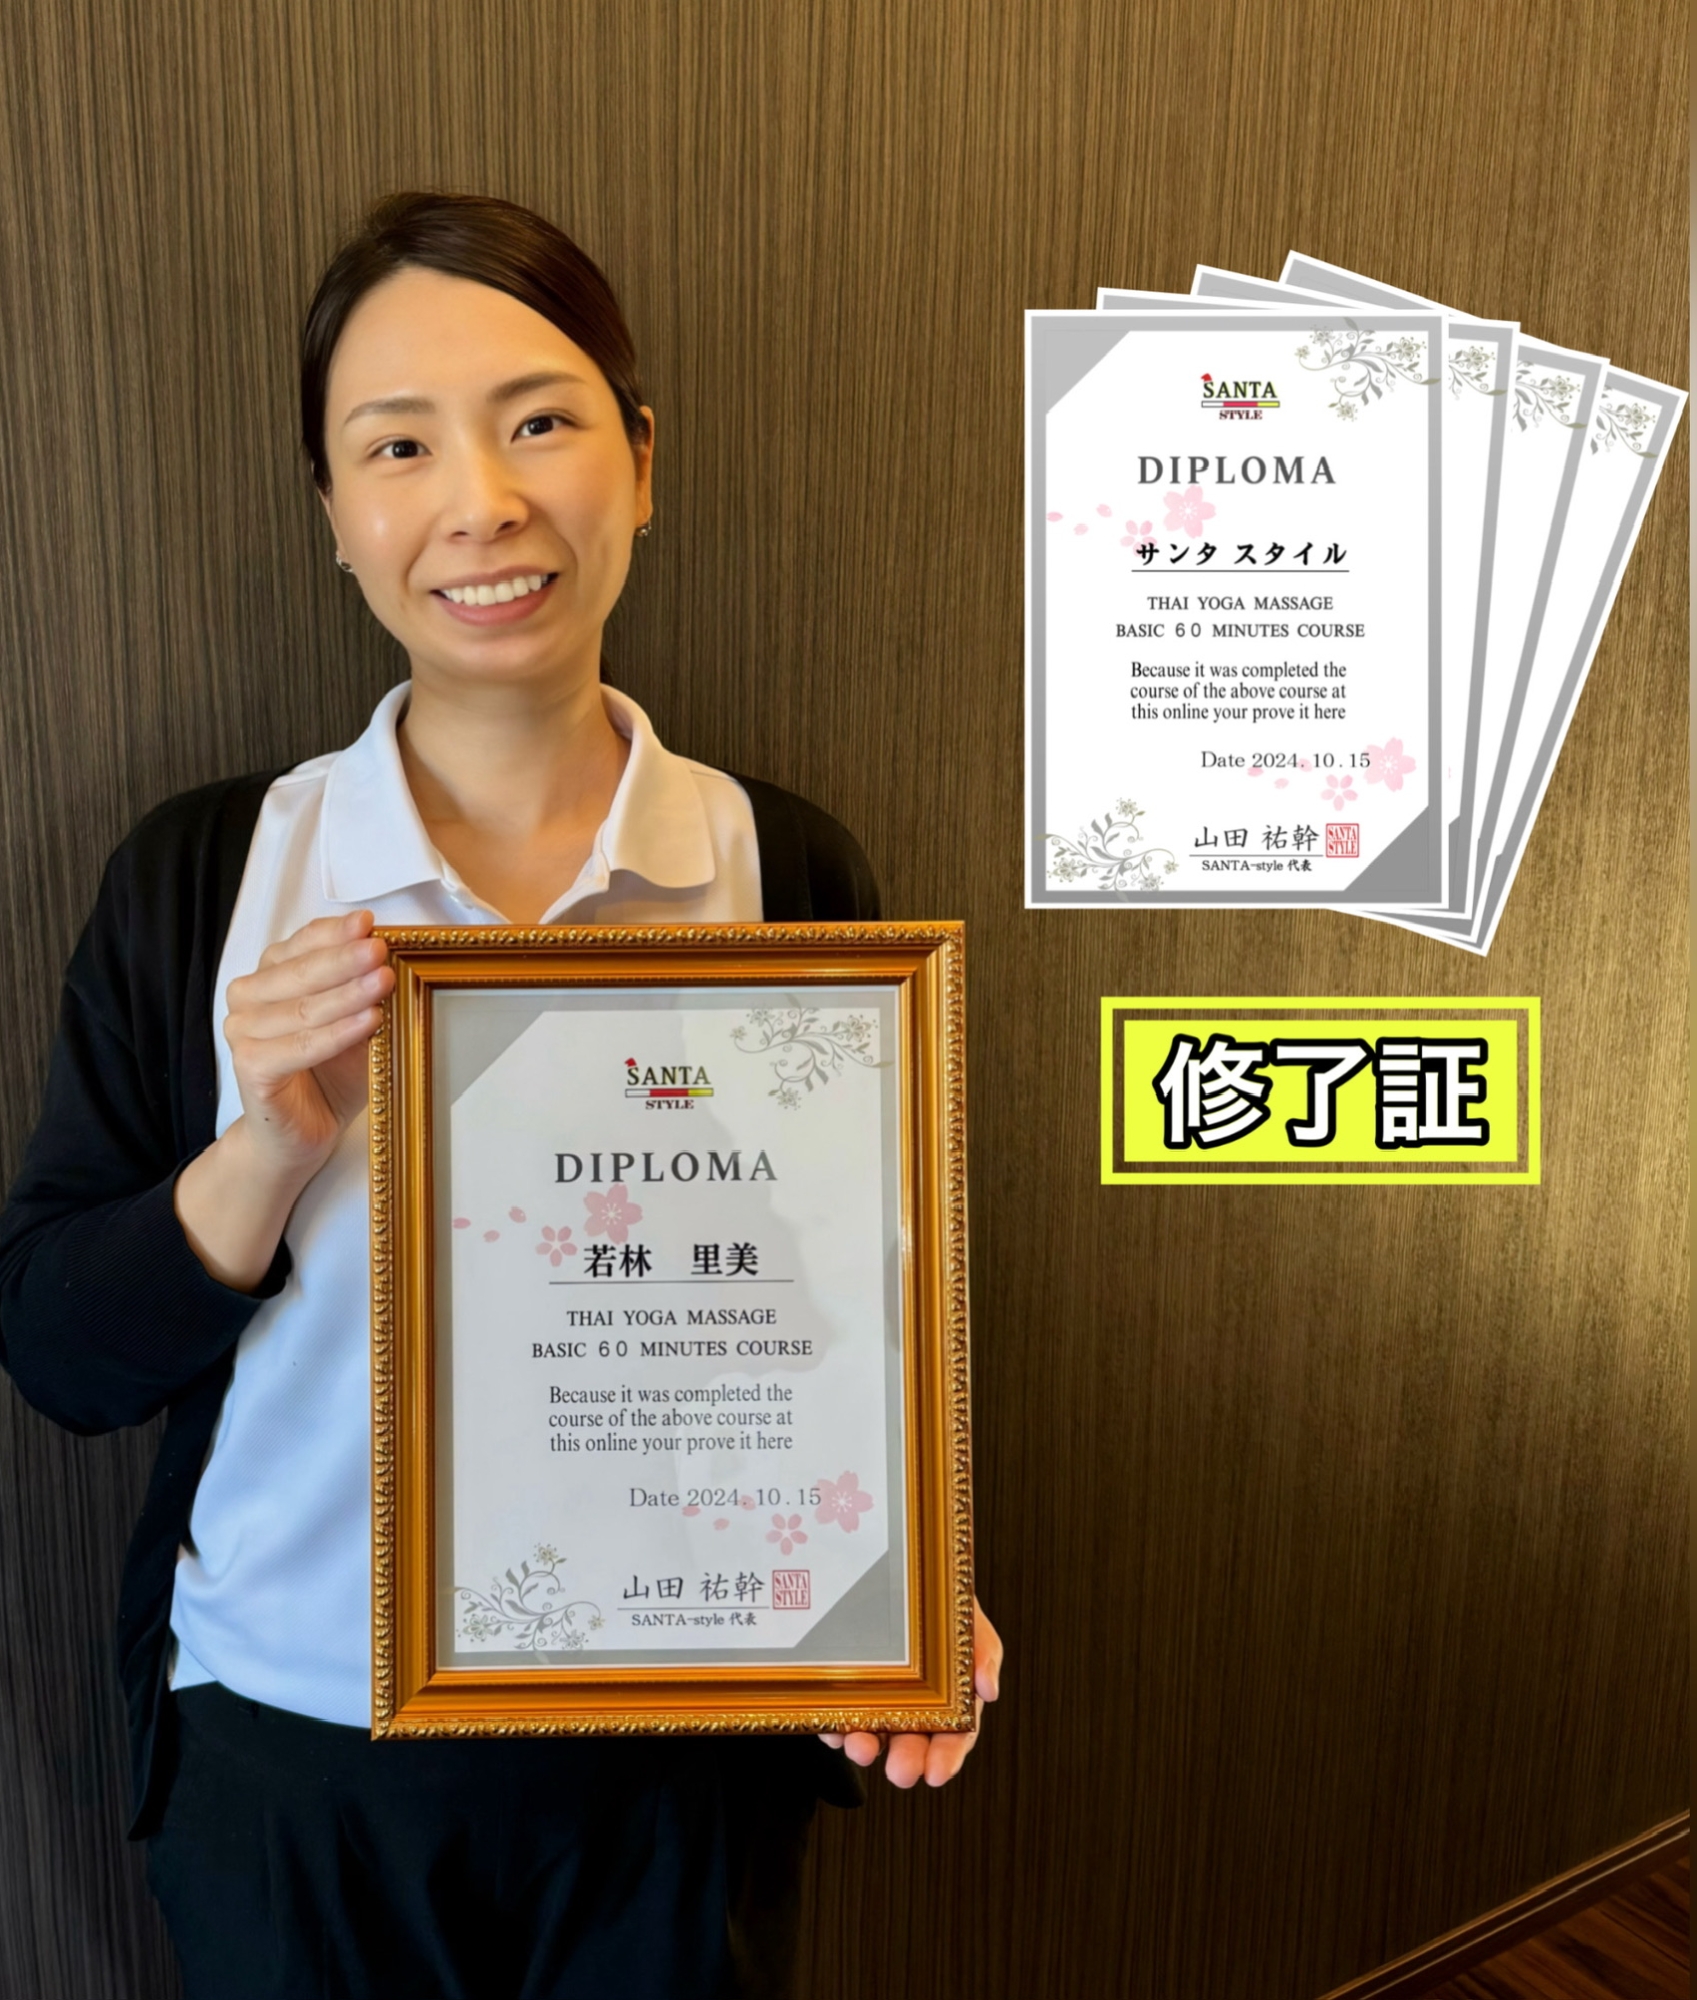 SANTA
STYLE
DIPLOMA
サンタ スタイル
THAI YOGA MASSAGE
BASIC 60 MINUTES COURSE
Because it was completed the
course of the above course at
this online your prove it here
Date 2024.10.15
山田 祐幹
SANTA STYLE
SANTA-style 代表
修了証
SANTA
STYLE
DIPLOMA
若林 里美
THAI YOGA MASSAGE
BASIC 60 MINUTES COURSE
Because it was completed the
course of the above course at
this online your prove it here
Date 2024.10.15
山田 祐幹
SANTA STYLE
SANTA-style 代表